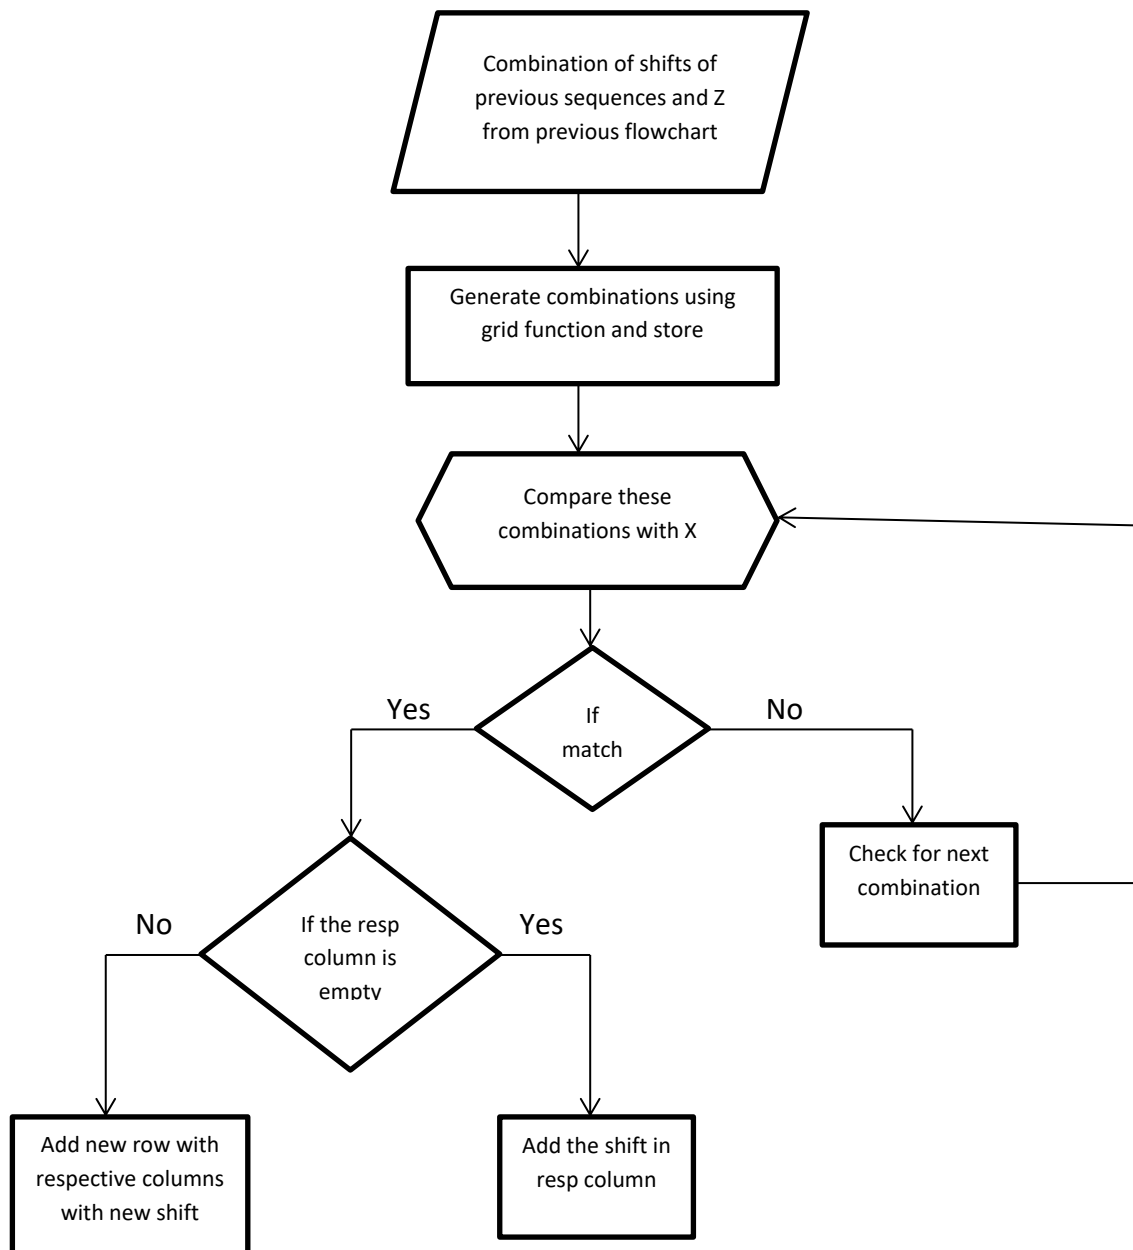 Combination of shifts of
previous sequences and Z
from previous flowchart
Generate combinations using
grid function and store
Compare these
combinations with X
If
match
Yes
No
Check for next
combination
If the resp
column is
empty
No
Yes
Add new row with
respective columns
with new shift
Add the shift in
resp column